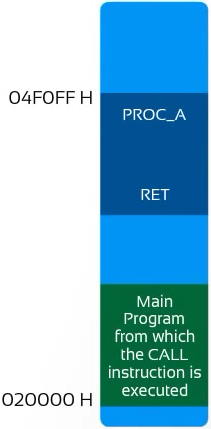 04F0FF H
PROC_A
RET
Main
Program
from which
the CALL
instruction is
executed
020000 H